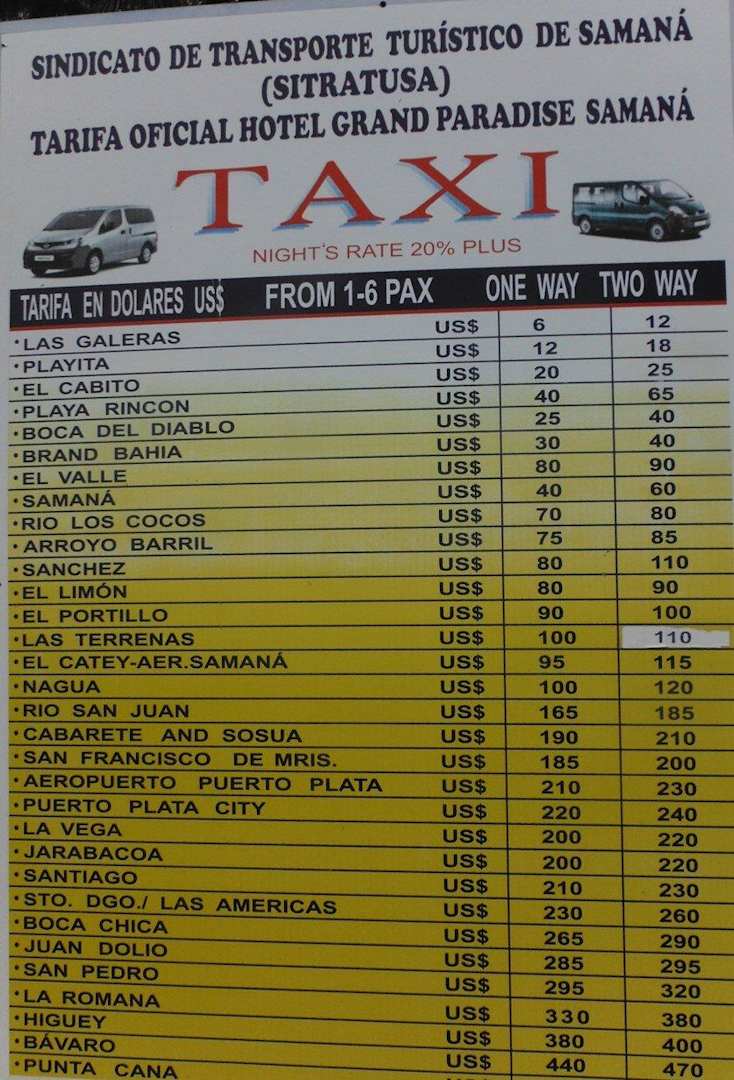 SINDICATO DE TRANSPORTE TURÍSTICO DE SAMANÁ
(SITRATUSA)
TARIFA OFICIAL HOTEL GRAND PARADISE SAMANÁ
TAXI
NIGHT'S RATE 20% PLUS
TARIFA EN DOLARES US$ FROM 1-6 PAX ONE WAY TWO WAY
·LAS GALERAS US$ 6 12
·PLAYITA US$ 12 18
·EL CABITO US$ 20 25
·PLAYA RINCON US$ 40 65
·BOCA DEL DIABLO US$ 25 40
·BRAND BAHIA US$ 30 40
·EL VALLE US$ 80 90
·SAMANÁ US$ 40 60
·RIO LOS COCOS US$ 70 80
·ARROYO BARRIL US$ 75 85
·SANCHEZ US$ 80 110
·EL LIMÓN US$ 80 90
·EL PORTILLO US$ 90 100
·LAS TERRENAS US$ 100 110
·EL CATEY-AER.SAMANÁ US$ 95 115
·NAGUA US$ 100 120
·RIO SAN JUAN US$ 165 185
·CABARETE AND SOSUA US$ 190 210
·SAN FRANCISCO DE MRIS. US$ 185 200
·AEROPUERTO PUERTO PLATA US$ 210 230
·PUERTO PLATA CITY US$ 220 240
·LA VEGA US$ 200 220
·JARABACOA US$ 200 220
·SANTIAGO US$ 210 230
·STO. DGO./ LAS AMERICAS US$ 230 260
·BOCA CHICA US$ 265 290
·JUAN DOLIO US$ 285 295
·SAN PEDRO US$ 295 320
·LA ROMANA US$ 330 380
·HIGUEY US$ 380 400
·BÁVARO US$ 440 470
·PUNTA CANA